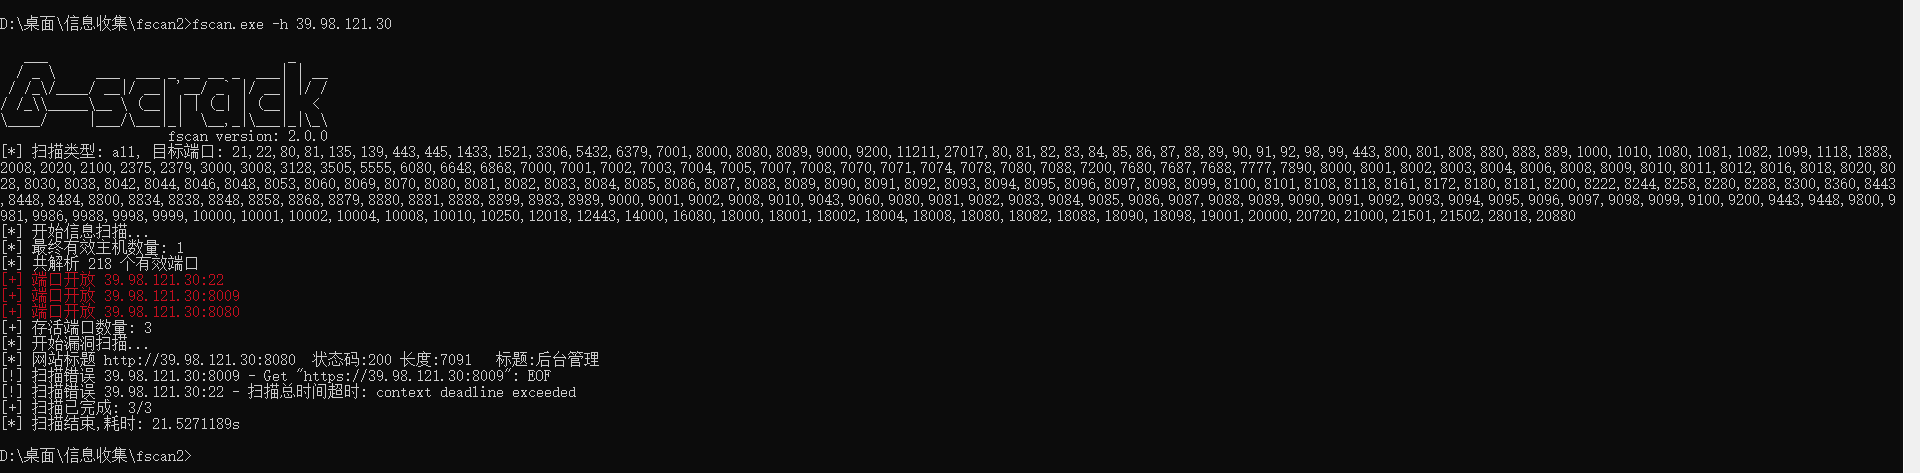 D:\桌面\信息收集\fscan2>fscan.exe -h 39.98.121.30
fscan version: 2.0.0
[*] 扫描类型: all, 目标端口: 21,22,80,81,135,139,443,445,1433,1521,3306,5432,6379,7001,8000,8080,8089,9000,9200,11211,27017,80,81,82,83,84,85,86,87,88,89,90,91,92,98,99,443,800,801,808,880,888,889,1000,1010,1080,1081,1082,1099,1118,1888,
2008,2020,2100,2375,2379,3000,3008,3128,3505,5555,6080,6648,6868,7000,7001,7002,7003,7004,7005,7007,7008,7070,7071,7074,7078,7080,7088,7200,7680,7687,7688,7777,7890,8000,8001,8002,8003,8004,8006,8008,8009,8010,8011,8012,8016,8018,8020,80
28,8030,8038,8042,8044,8046,8048,8053,8060,8069,8070,8080,8081,8082,8083,8084,8085,8086,8087,8088,8089,8090,8091,8092,8093,8094,8095,8096,8097,8098,8099,8100,8101,8108,8118,8161,8172,8180,8181,8200,8222,8244,8258,8280,8288,8300,8360,8443
,8448,8484,8800,8834,8838,8848,8858,8868,8879,8880,8881,8888,8899,8983,8989,9000,9001,9002,9008,9010,9043,9060,9080,9081,9082,9083,9084,9085,9086,9087,9088,9089,9090,9091,9092,9093,9094,9095,9096,9097,9098,9099,9100,9200,9443,9448,9800,9
981,9986,9988,9998,9999,10000,10001,10002,10004,10008,10010,10250,12018,12443,14000,16080,18000,18001,18002,18004,18008,18080,18082,18088,18090,18098,19001,20000,20720,21000,21501,21502,28018,20880
[*] 开始信息扫描...
[*] 最终有效主机数量: 1
[*] 共解析 218 个有效端口
[+] 端口开放 39.98.121.30:22
[+] 端口开放 39.98.121.30:8009
[+] 端口开放 39.98.121.30:8080
[+] 存活端口数量: 3
[*] 开始漏洞扫描...
[*] 网站标题 http://39.98.121.30:8080 状态码:200 长度:7091 标题:后台管理
[!] 扫描错误 39.98.121.30:8009 - Get "https://39.98.121.30:8009": EOF
[!] 扫描错误 39.98.121.30:22 - 扫描总时间超时: context deadline exceeded
[+] 扫描已完成: 3/3
[*] 扫描结束,耗时: 21.5271189s
D:\桌面\信息收集\fscan2>